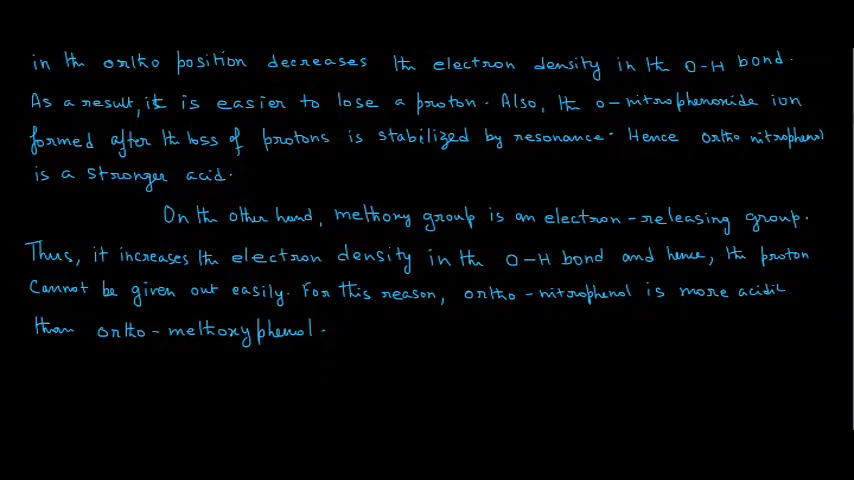 in the ortho position decreases the electron density in the O-H bond.
As a result, it is easier to lose a proton. Also, the o-nitrophenoxide ion
formed after the loss of protons is stabilized by resonance. Hence ortho nitrophenol
is a stronger acid.
On the other hand, methoxy group is an electron-releasing group.
Thus, it increases the electron density in the O-H bond and hence, the proton
Cannot be given out easily. For this reason, ortho-nitrophenol is more acidic
than ortho-methoxyphenol.